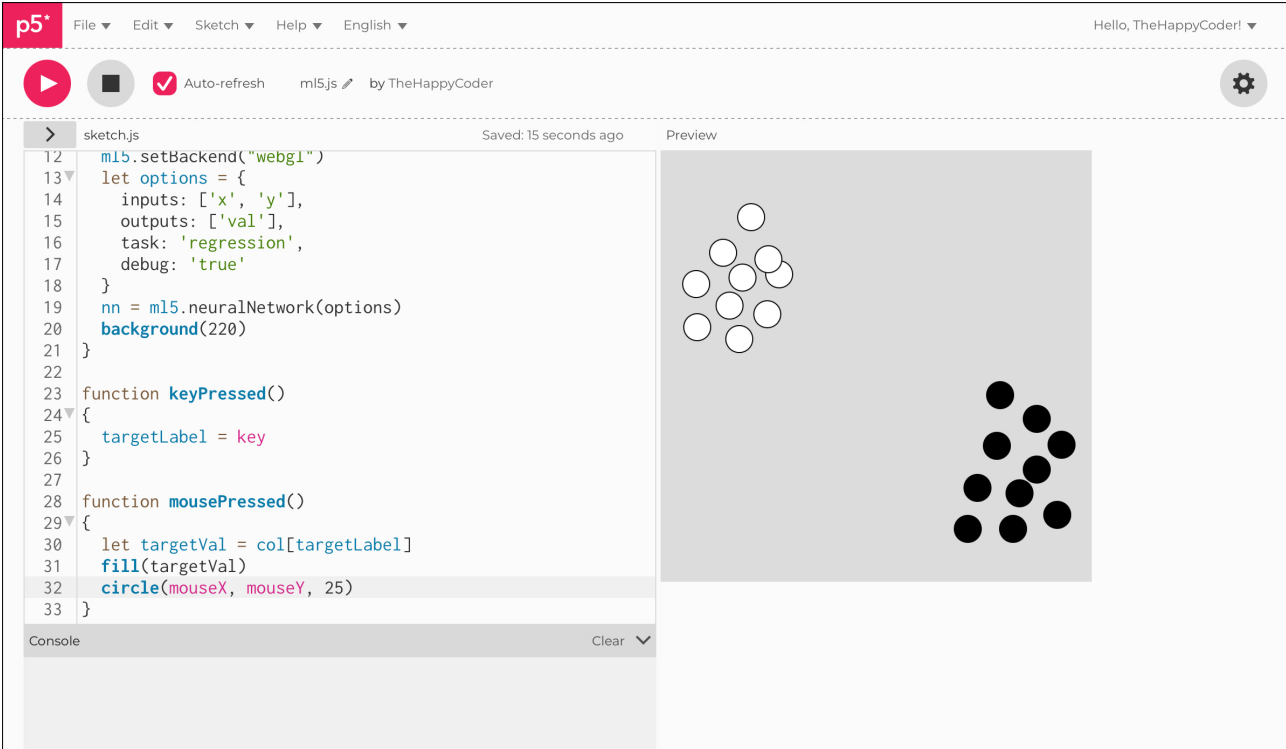 p5*
File Edit Sketch Help English Hello, TheHappyCoder!
Auto-refresh ml5.js by TheHappyCoder
sketch.js Saved: 15 seconds ago Preview
12 ml5.setBackend("webgl")
13 let options = {
14 inputs: ['x', 'y'],
15 outputs: ['val'],
16 task: 'regression',
17 debug: 'true'
18 }
19 nn = ml5.neuralNetwork(options)
20 background(220)
21 }
22
23 function keyPressed()
24 {
25 targetLabel = key
26 }
27
28 function mousePressed()
29 {
30 let targetVal = col[targetLabel]
31 fill(targetVal)
32 circle(mouseX, mouseY, 25)
33 }
Console Clear